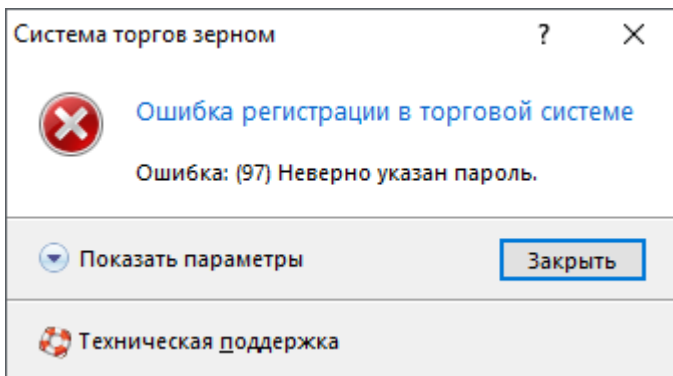 Система торгов зерном
?
Ошибка регистрации в торговой системе
Ошибка: (97) Неверно указан пароль.
Показать параметры
Закрыть
Техническая поддержка